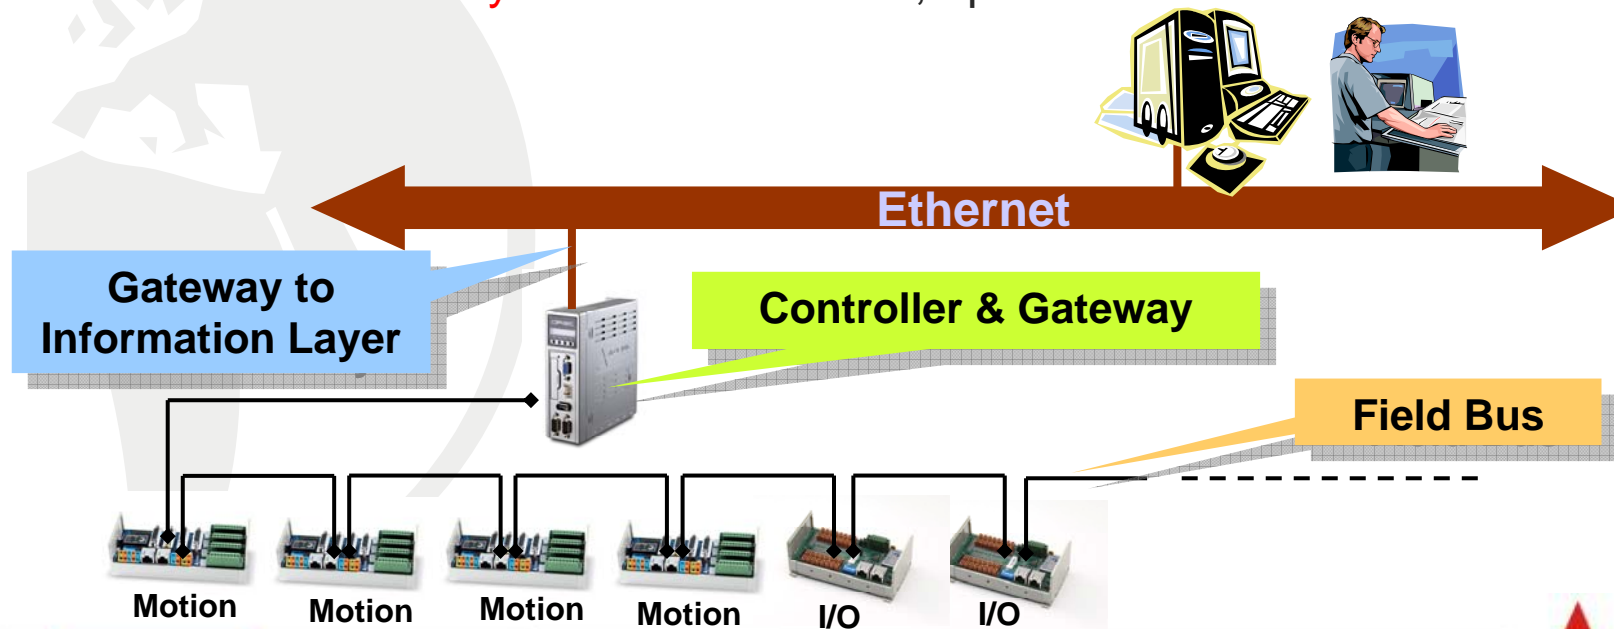 Ethernet
Gateway to
Information Layer
Controller & Gateway
Field Bus
Motion Motion Motion Motion I/O I/O